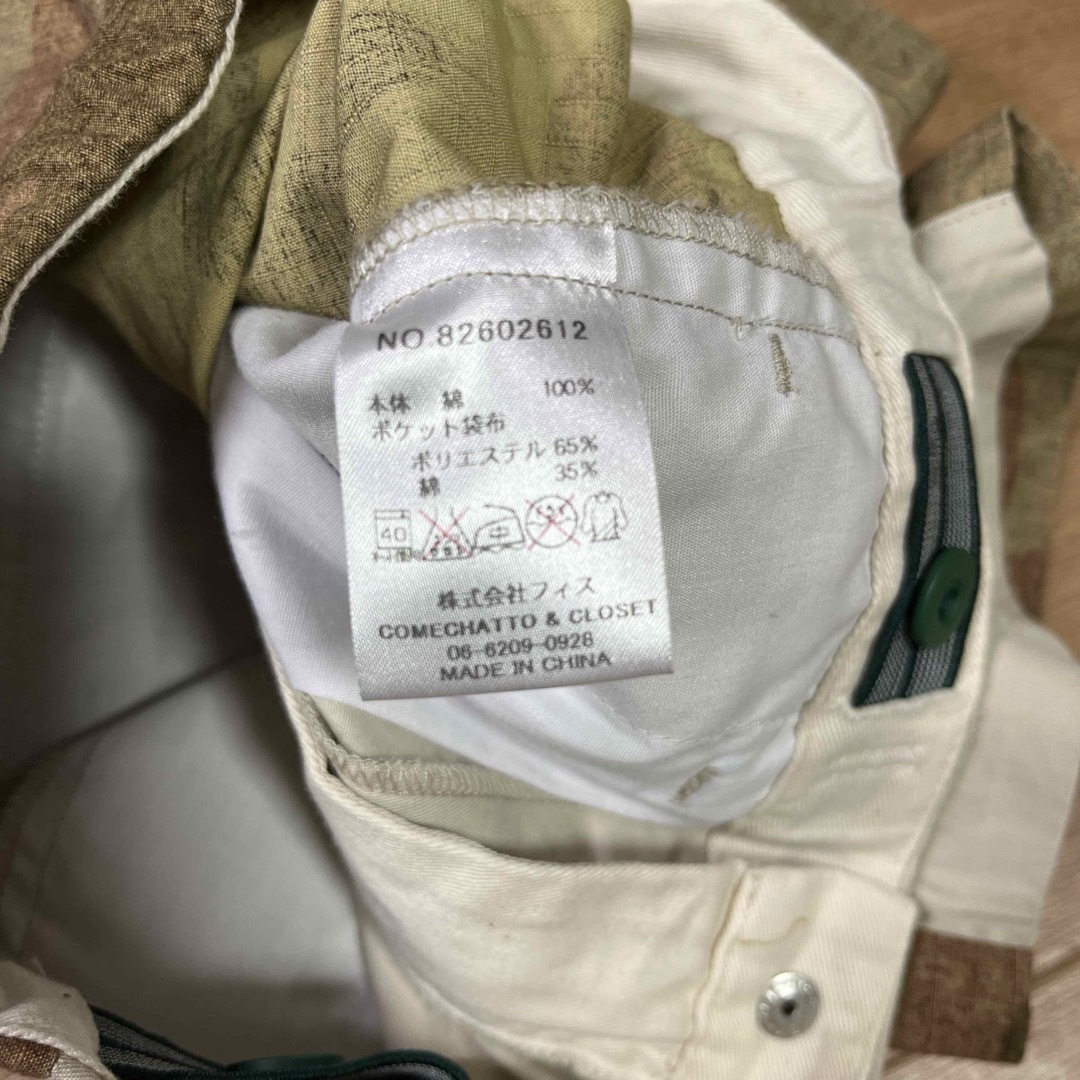 NO 82602612
本体 綿 100%
ポケット袋布
ポリエステル 65%
綿 35%
40
中
株式会社フィス
COMECHATTO & CLOSET
06-6209-0926
MADE IN CHINA